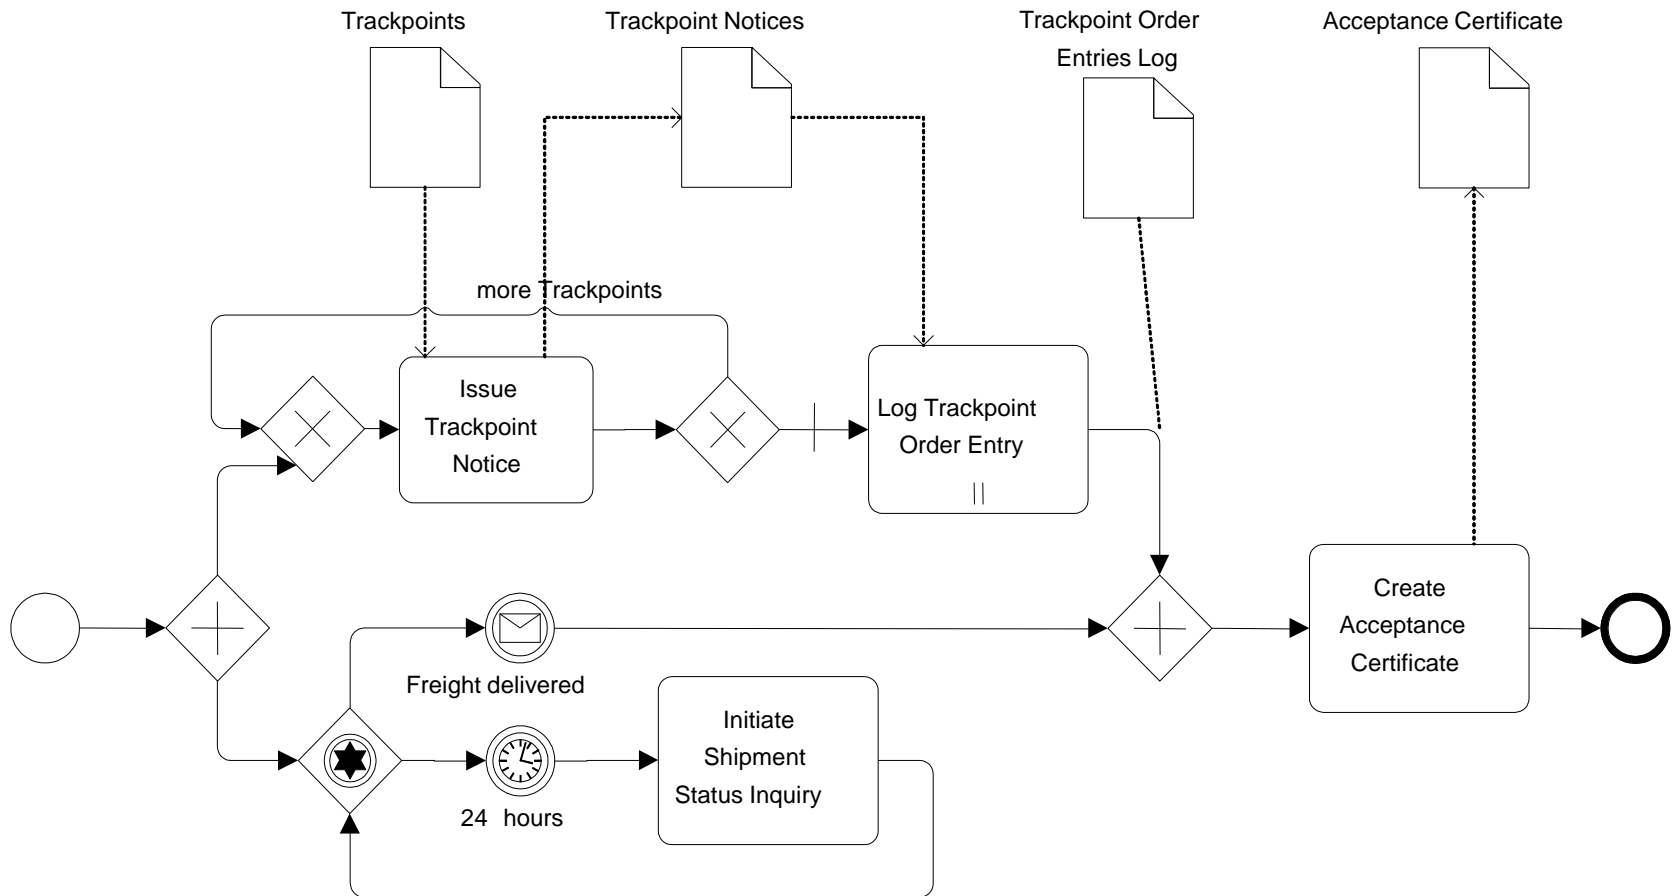 Trackpoints
Trackpoint Notices
Trackpoint Order
Entries Log
Acceptance Certificate
more Trackpoints
Issue
Trackpoint
Notice
Log Trackpoint
Order Entry
Create
Acceptance
Certificate
Freight delivered
Initiate
Shipment
Status Inquiry
24 hours